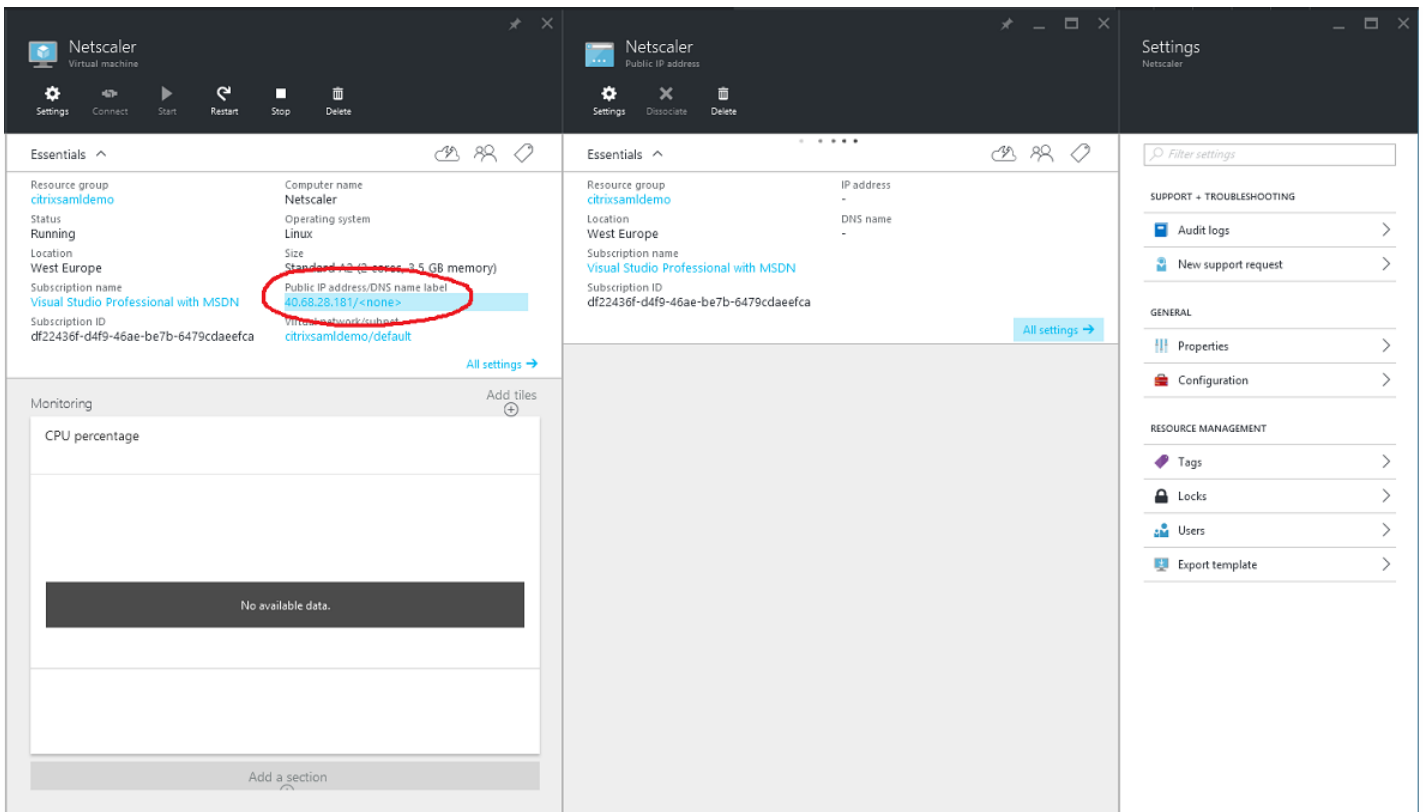 Netscaler
Virtual machine
Settings Connect Start Restart Stop Delete
Essentials
Resource group
citrixsamldemo
Status
Running
Location
West Europe
Subscription name
Visual Studio Professional with MSDN
Subscription ID
df22436f-d4f9-46ae-be7b-6479cdaeefca
Computer name
Netscaler
Operating system
Linux
Size
Standard A2 (2 cores, 3.5 GB memory)
Public IP address/DNS name label
40.68.28.181/<none>
Virtual network/subnet
citrixsamldemo/default
All settings →
Monitoring
Add tiles
CPU percentage
No available data.
Add a section
Netscaler
Public IP address
Settings Dissociate Delete
Essentials
Resource group
citrixsamldemo
Location
West Europe
Subscription name
Visual Studio Professional with MSDN
Subscription ID
df22436f-d4f9-46ae-be7b-6479cdaeefca
IP address
-
DNS name
-
All settings →
Settings
Netscaler
Filter settings
SUPPORT + TROUBLESHOOTING
Audit logs
New support request
GENERAL
Properties
Configuration
RESOURCE MANAGEMENT
Tags
Locks
Users
Export template